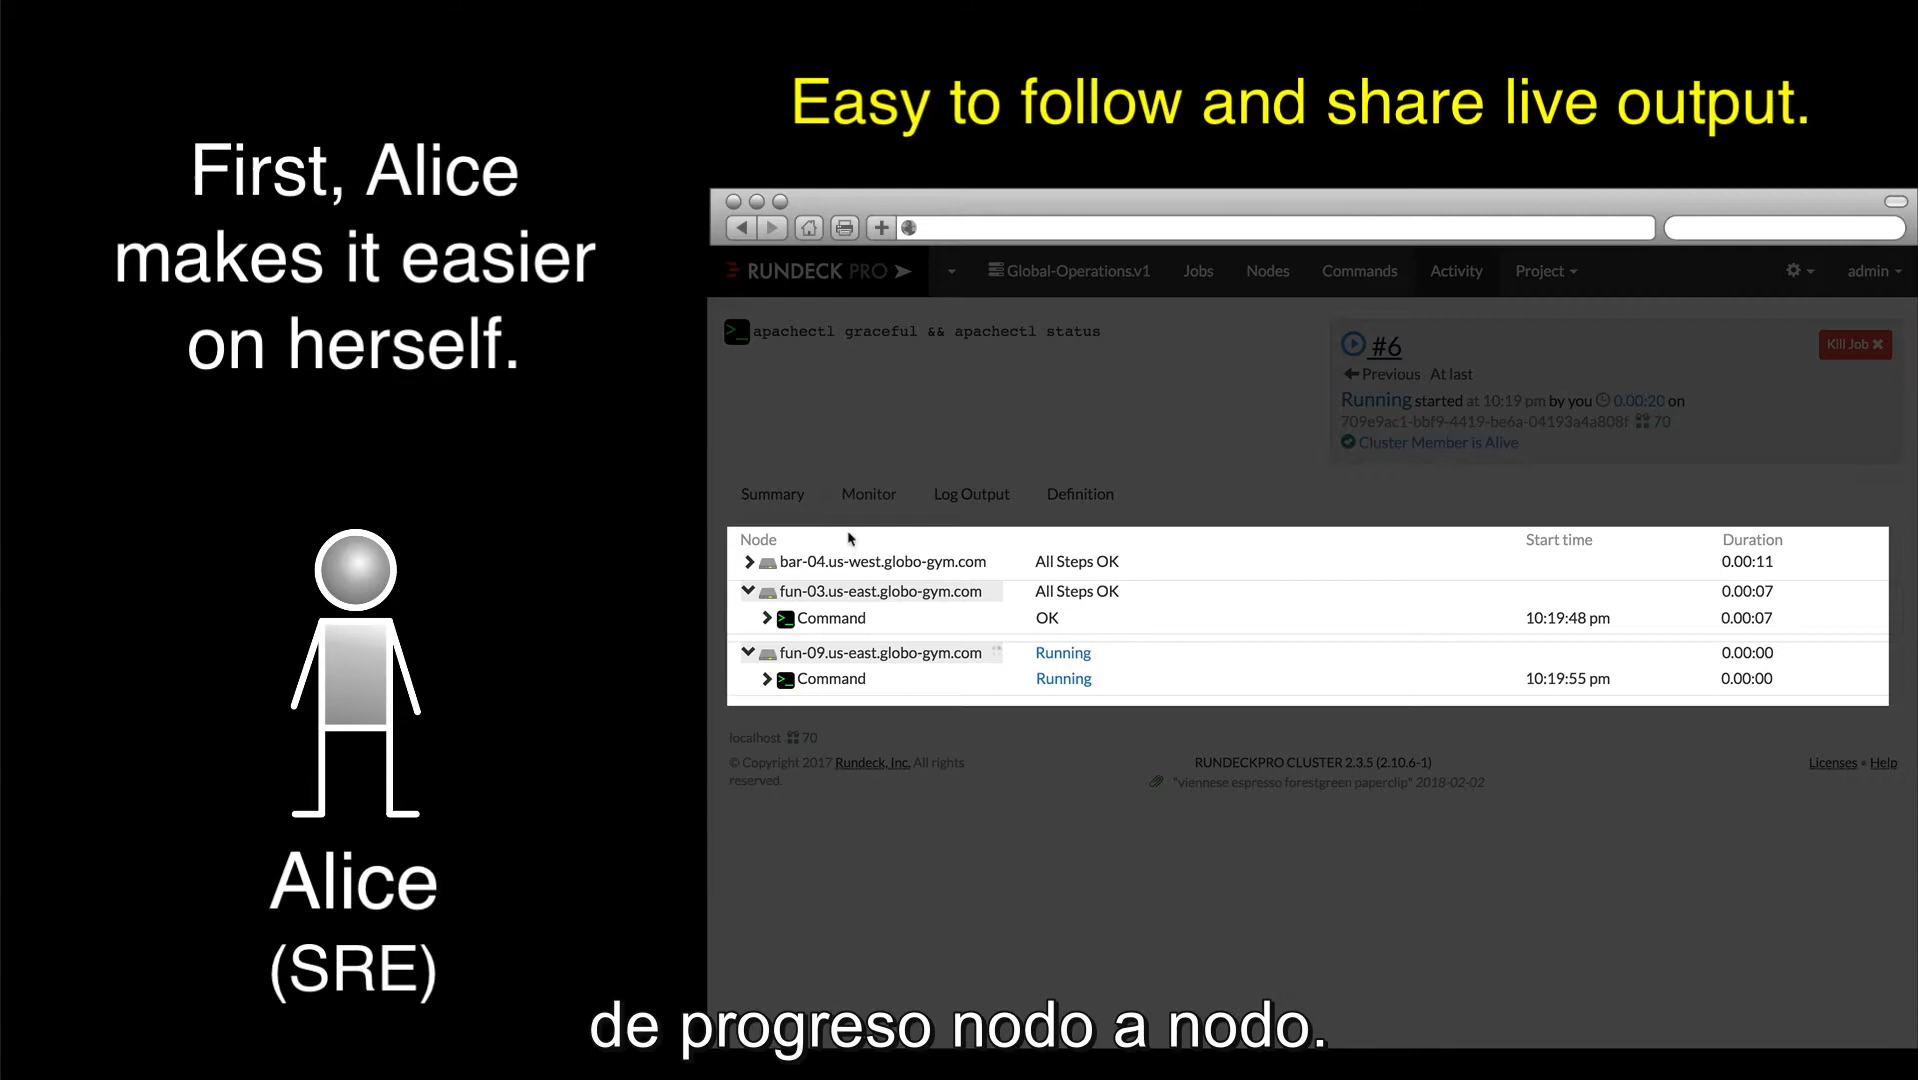 Easy to follow and share live output.
First, Alice
makes it easier
on herself.
RUNDECK PRO
Global-Operations.v1 Jobs Nodes Commands Activity Project admin
apachectl graceful && apachectl status
#6
Kill Job
Previous At last
Running started at 10:19 pm by you 0.00:20 on
709e9ac1-bbf9-4419-be6a-04193a4a808f 70
Cluster Member is Alive
Summary Monitor Log Output Definition
Node Start time Duration
bar-04.us-west.globo-gym.com All Steps OK 0.00:11
fun-03.us-east.globo-gym.com All Steps OK 0.00:07
Command OK 10:19:48 pm 0.00:07
fun-09.us-east.globo-gym.com Running 0.00:00
Command Running 10:19:55 pm 0.00:00
localhost 70
© Copyright 2017 Rundeck, Inc. All rights
reserved.
RUNDECKPRO CLUSTER 2.3.5 (2.10.6-1)
"viennese espresso forestgreen paperclip" 2018-02-02
Licenses • Help
Alice
(SRE)
de progreso nodo a nodo.